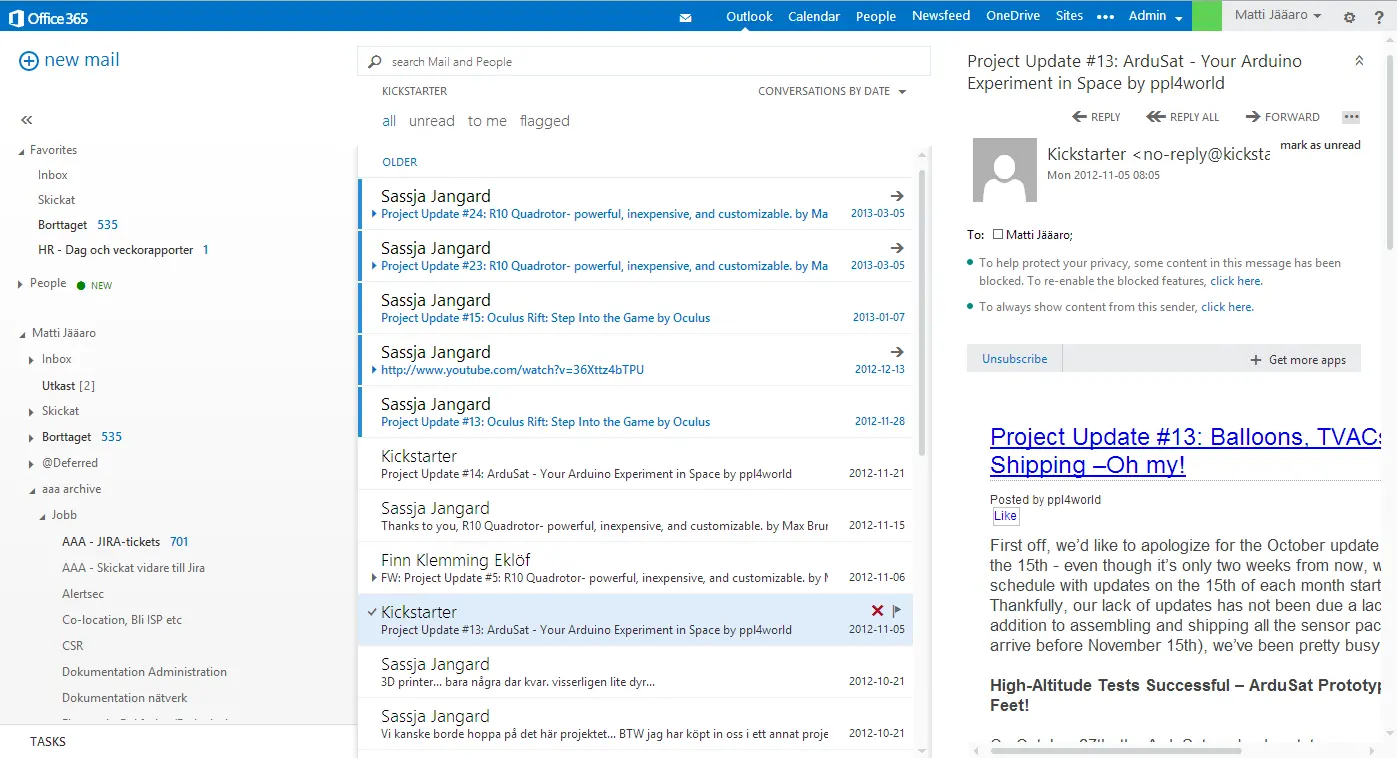 Office 365
Outlook Calendar People Newsfeed OneDrive Sites ••• Admin
Matti Jääaro
?
new mail
«
Favorites
Inbox
Skickat
Borttaget 535
HR - Dag och veckorapporter 1
People NEW
Matti Jääaro
Inbox
Utkast [2]
Skickat
Borttaget 535
@Deferred
aaa archive
Jobb
AAA - JIRA-tickets 701
AAA - Skickat vidare till Jira
Alertsec
Co-location, Bli ISP etc
CSR
Dokumentation Administration
Dokumentation nätverk
TASKS
search Mail and People
KICKSTARTER CONVERSATIONS BY DATE
all unread to me flagged
OLDER
Sassja Jangard
Project Update #24: R10 Quadrotor- powerful, inexpensive, and customizable. by Ma 2013-03-05
Sassja Jangard
Project Update #23: R10 Quadrotor- powerful, inexpensive, and customizable. by Ma 2013-03-05
Sassja Jangard
Project Update #15: Oculus Rift: Step Into the Game by Oculus 2013-01-07
Sassja Jangard
http://www.youtube.com/watch?v=36Xttz4bTPU 2012-12-13
Sassja Jangard
Project Update #13: Oculus Rift: Step Into the Game by Oculus 2012-11-28
Kickstarter
Project Update #14: ArduSat - Your Arduino Experiment in Space by ppl4world 2012-11-21
Sassja Jangard
Thanks to you, R10 Quadrotor- powerful, inexpensive, and customizable. by Max Brur 2012-11-15
Finn Klemming Eklöf
FW: Project Update #5: R10 Quadrotor- powerful, inexpensive, and customizable. by 2012-11-06
Kickstarter
Project Update #13: ArduSat - Your Arduino Experiment in Space by ppl4world 2012-11-05
Sassja Jangard
3D printer... bara några dar kvar. visserligen lite dyr... 2012-10-21
Sassja Jangard
Vi kanske borde hoppa på det här projektet... BTW jag har köpt in oss i ett annat proje 2012-10-21
Project Update #13: ArduSat - Your Arduino
Experiment in Space by ppl4world
REPLY REPLY ALL FORWARD •••
mark as unread
Kickstarter <no-reply@kicksta
Mon 2012-11-05 08:05
To: Matti Jääaro;
To help protect your privacy, some content in this message has been
blocked. To re-enable the blocked features, click here.
To always show content from this sender, click here.
Unsubscribe + Get more apps
Project Update #13: Balloons, TVACs
Shipping –Oh my!
Posted by ppl4world
Like
First off, we'd like to apologize for the October update
the 15th - even though it's only two weeks from now, w
schedule with updates on the 15th of each month start
Thankfully, our lack of updates has not been due a lac
addition to assembling and shipping all the sensor pac
arrive before November 15th), we've been pretty busy
High-Altitude Tests Successful – ArduSat Prototyp
Feet!